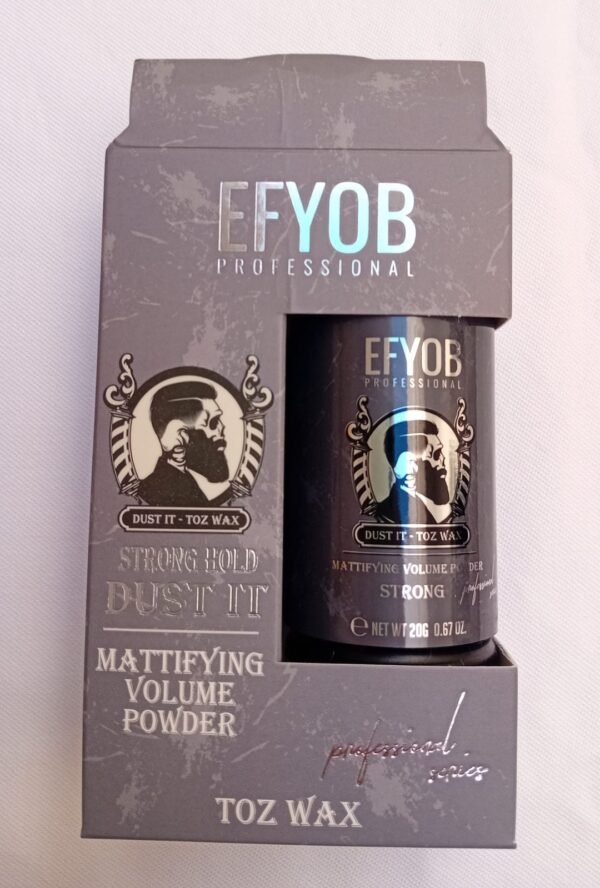 EFYOB
PROFESSIONAL
DUST IT - TOZ WAX
STRONG HOLD
DUST IT
MATTIFYING
VOLUME
POWDER
professional
series
TOZ WAX
EFYOB
PROFESSIONAL
DUST IT - TOZ WAX
MATTIFYING VOLUME POWDER
STRONG
professional
℮ NET WT 20G 0.67 OZ.